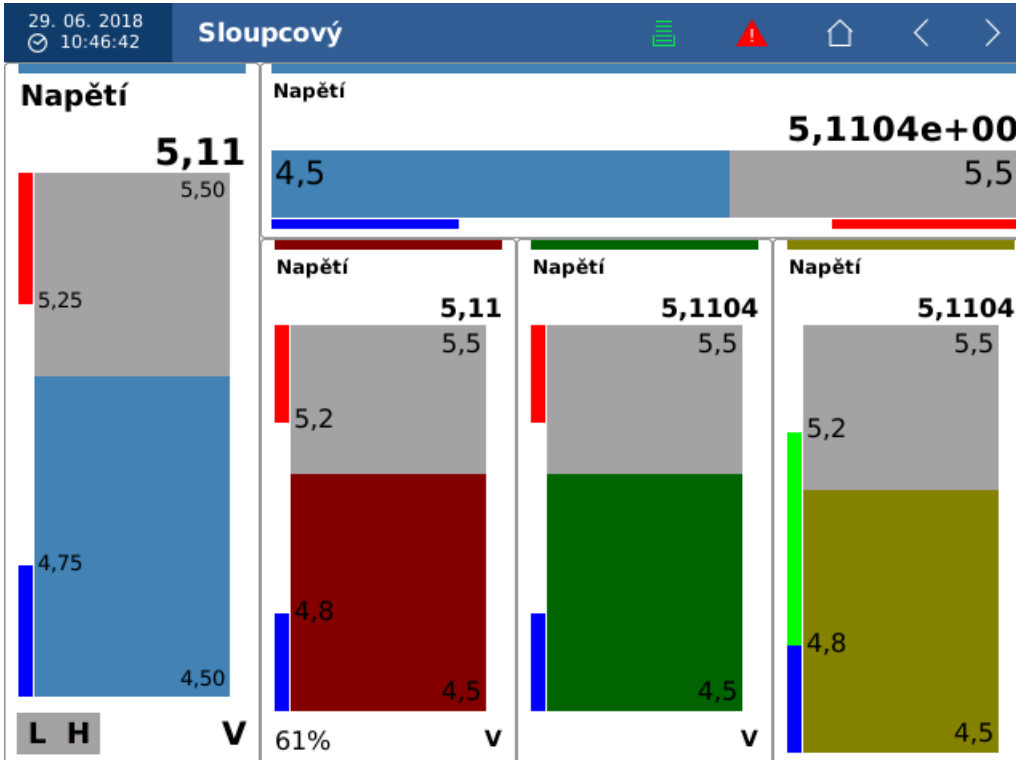 29. 06. 2018
10:46:42
Sloupcový
Napětí
5,11
5,50
5,25
4,75
4,50
L H
V
Napětí
5,1104e+00
4,5
5,5
Napětí
5,11
5,5
5,2
4,8
4,5
61%
V
Napětí
5,1104
5,5
4,5
V
Napětí
5,1104
5,5
5,2
4,8
4,5